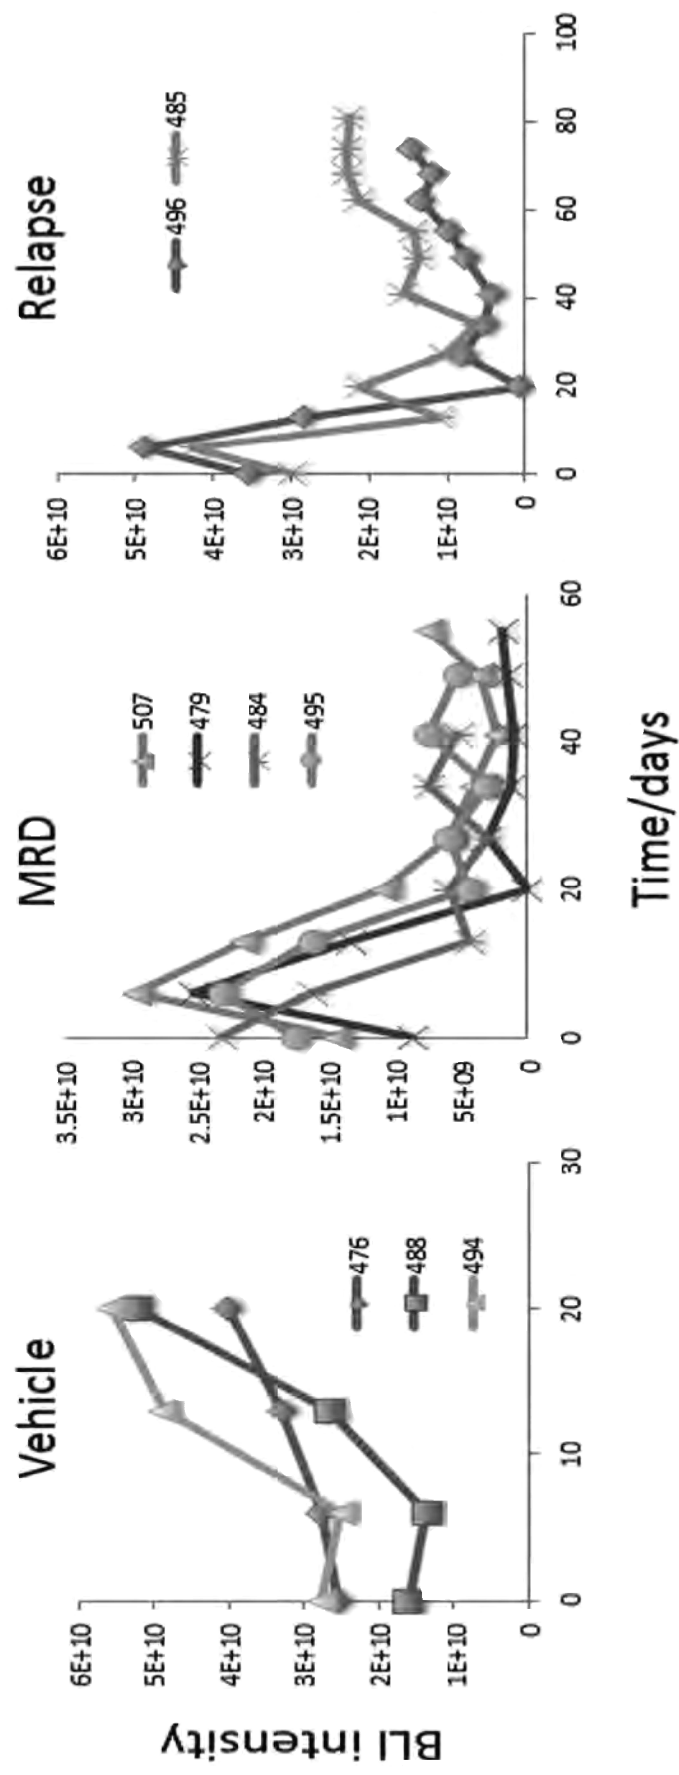 Vehicle
BLI intensity
6E+10
5E+10
4E+10
3E+10
2E+10
1E+10
0
0
10
20
30
476
488
494
MRD
3.5E+10
3E+10
2.5E+10
2E+10
1.5E+10
1E+10
5E+09
0
0
20
40
60
507
479
484
495
Time/days
Relapse
6E+10
5E+10
4E+10
3E+10
2E+10
1E+10
0
0
20
40
60
80
100
496
485